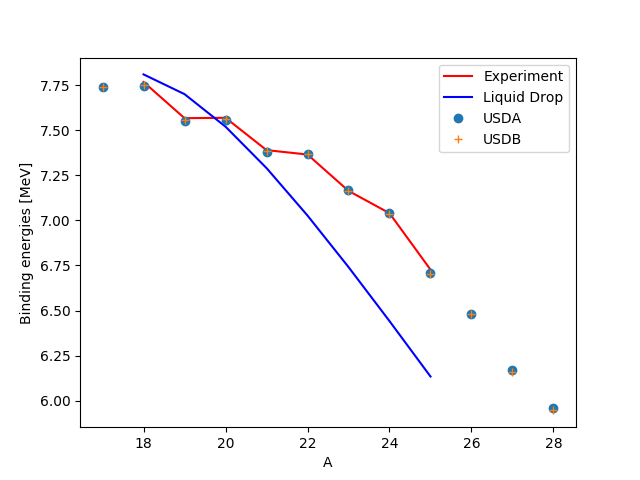 Experiment
Liquid Drop
USDA
USDB
Binding energies [MeV]
7.75
7.50
7.25
7.00
6.75
6.50
6.25
6.00
18
20
22
24
26
28
A